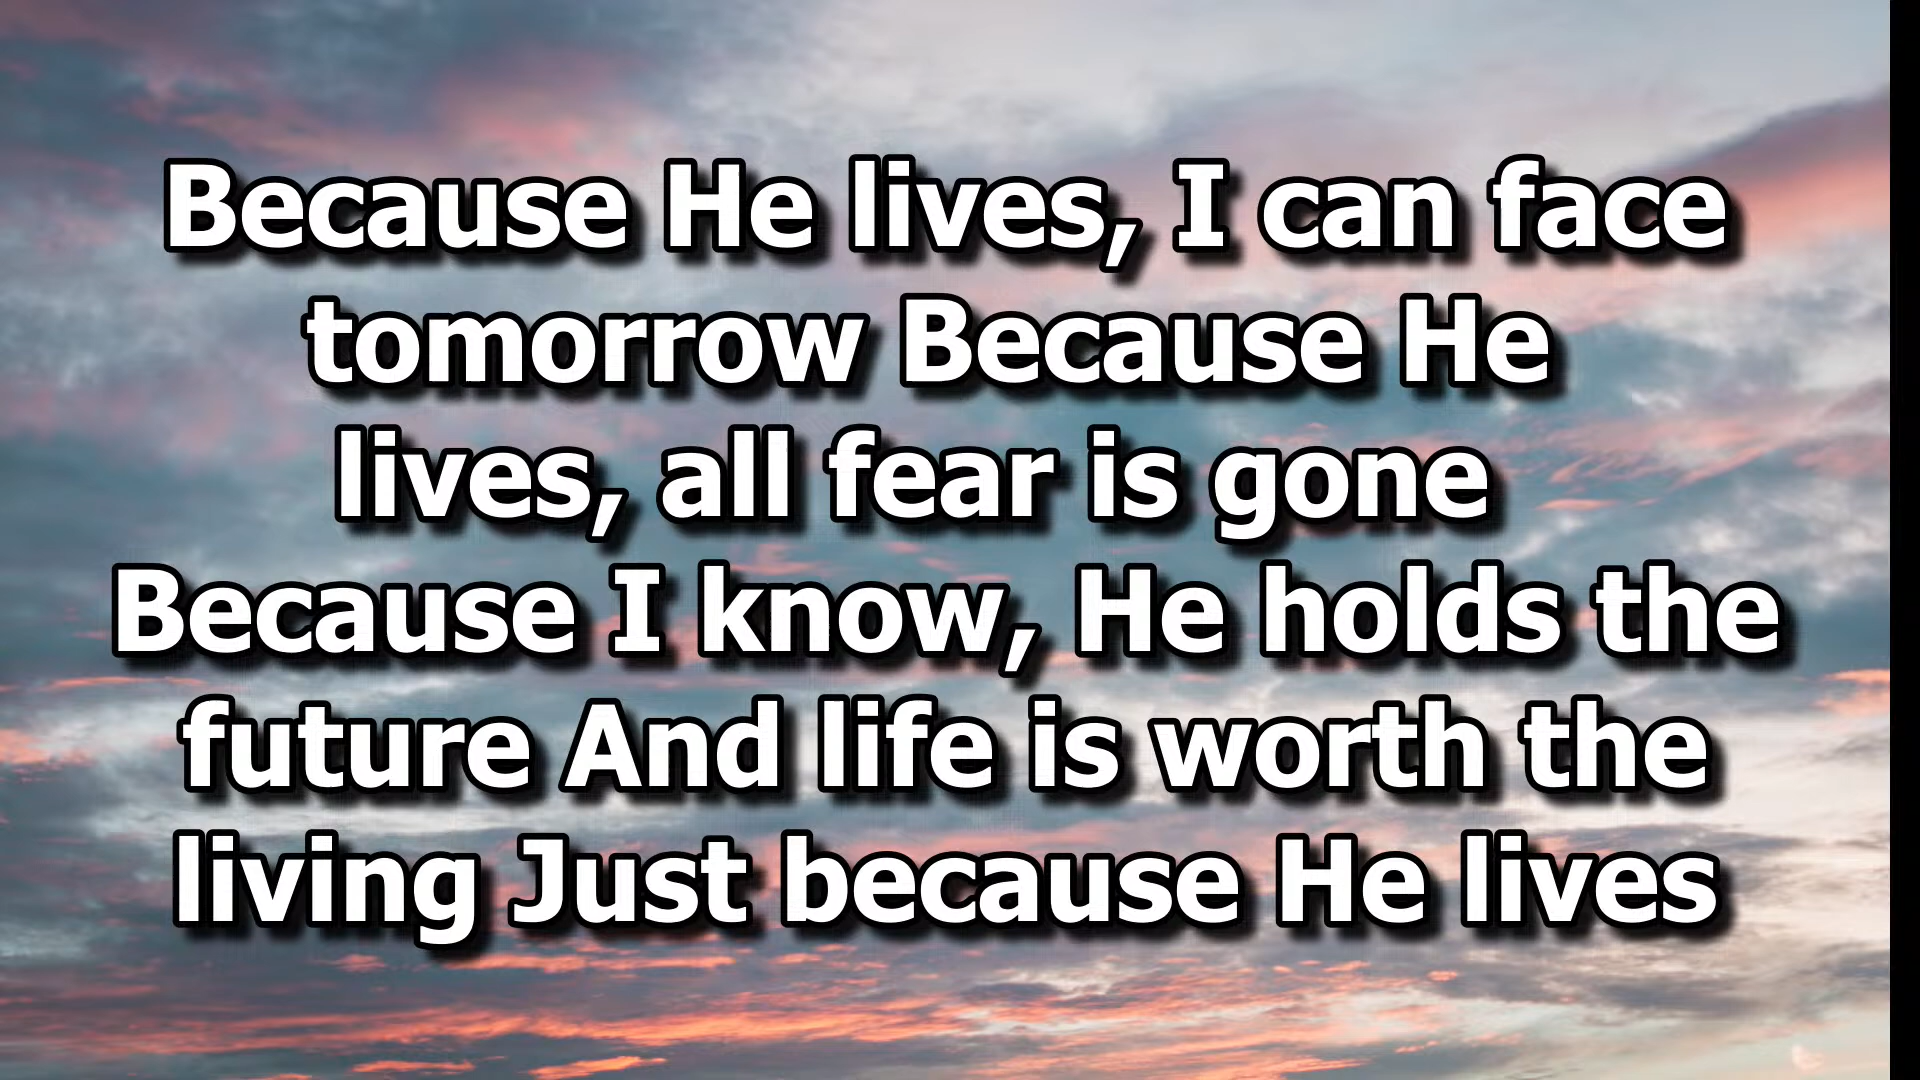 Because He lives, I can face
tomorrow Because He
lives, all fear is gone
Because I know, He holds the
future And life is worth the
living Just because He lives